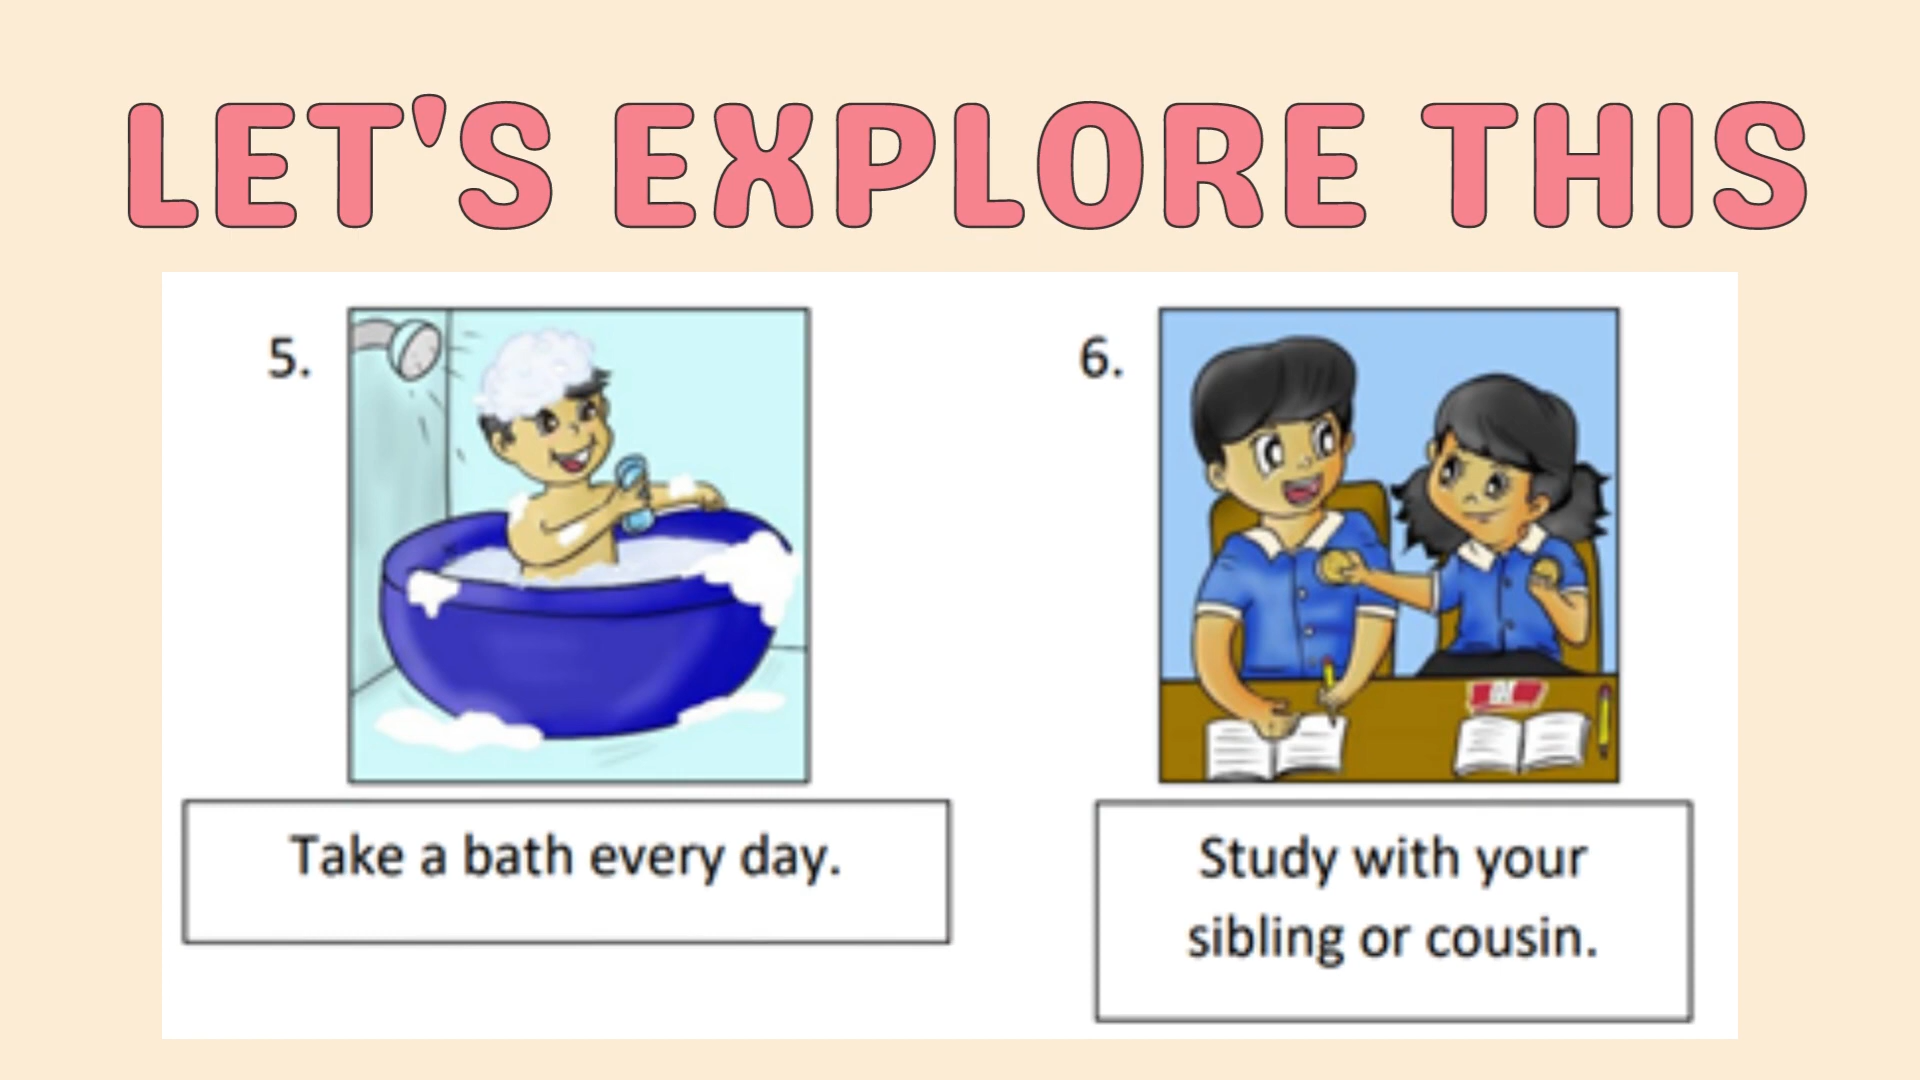 LET'S EXPLORE THIS
5.
Take a bath every day.
6.
Study with your
sibling or cousin.